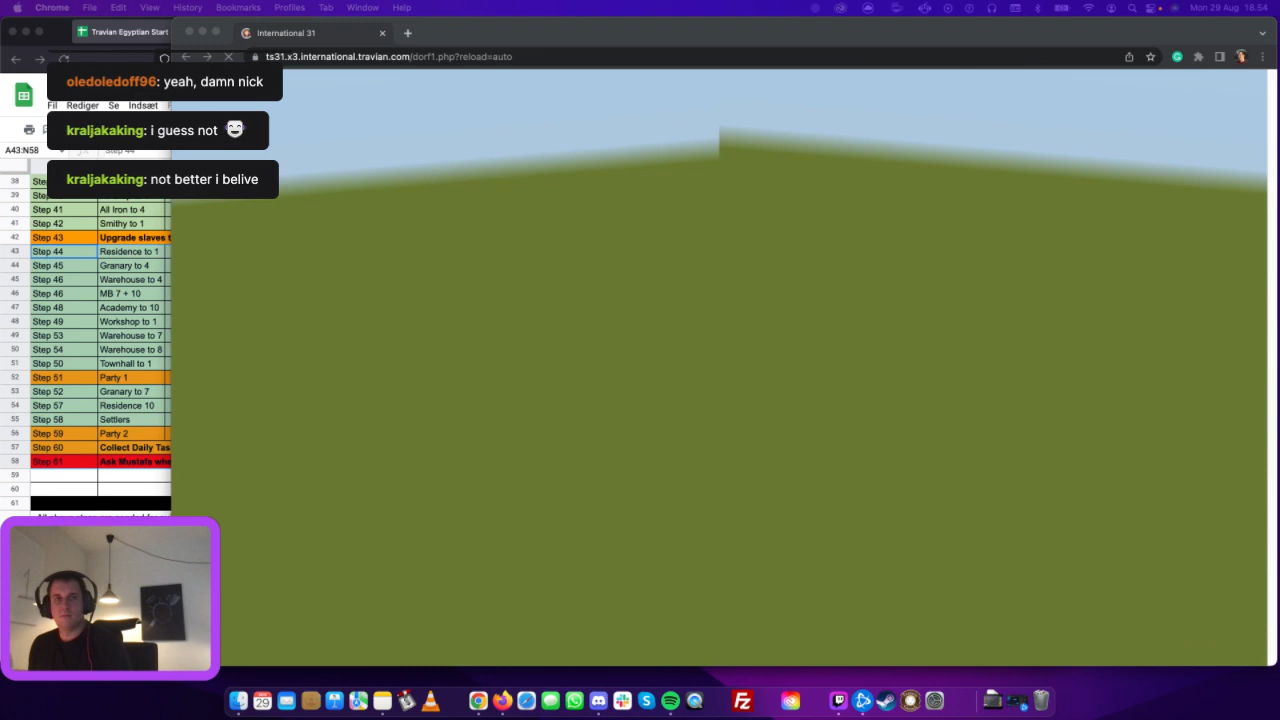 Chrome File Edit View History Bookmarks Profiles Tab Window Help Mon 29 Aug 18.54
Travian Egyptian Start
International 31
ts31.x3.international.travian.com/dorf1.php?reload=auto
oledoledoff96: yeah, damn nick
Fil Rediger Se Indsæt
kraljakaking: i guess not
A43:N58
kraljakaking: not better i belive
38
39
40 Step 41 All Iron to 4
41 Step 42 Smithy to 1
42 Step 43 Upgrade slaves t
43 Step 44 Residence to 1
44 Step 45 Granary to 4
45 Step 46 Warehouse to 4
46 Step 46 MB 7 + 10
47 Step 48 Academy to 10
48 Step 49 Workshop to 1
49 Step 53 Warehouse to 7
50 Step 54 Warehouse to 8
51 Step 50 Townhall to 1
52 Step 51 Party 1
53 Step 52 Granary to 7
54 Step 57 Residence 10
55 Step 58 Settlers
56 Step 59 Party 2
57 Step 60 Collect Daily Tas
58 Step 61 Ask Mustafa whe
59
60
61
29